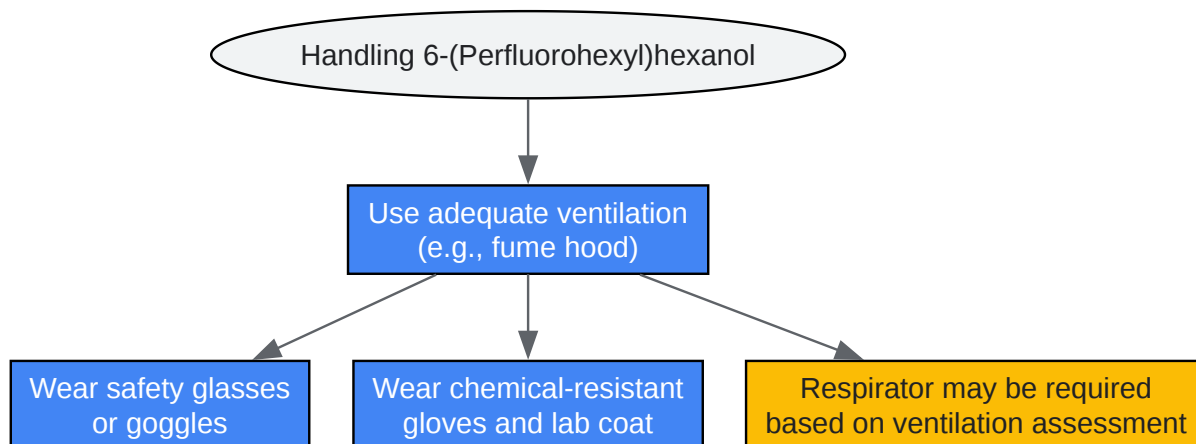 Handling 6-(Perfluorohexyl)hexanol
Use adequate ventilation
(e.g., fume hood)
Wear safety glasses
or goggles
Wear chemical-resistant
gloves and lab coat
Respirator may be required
based on ventilation assessment